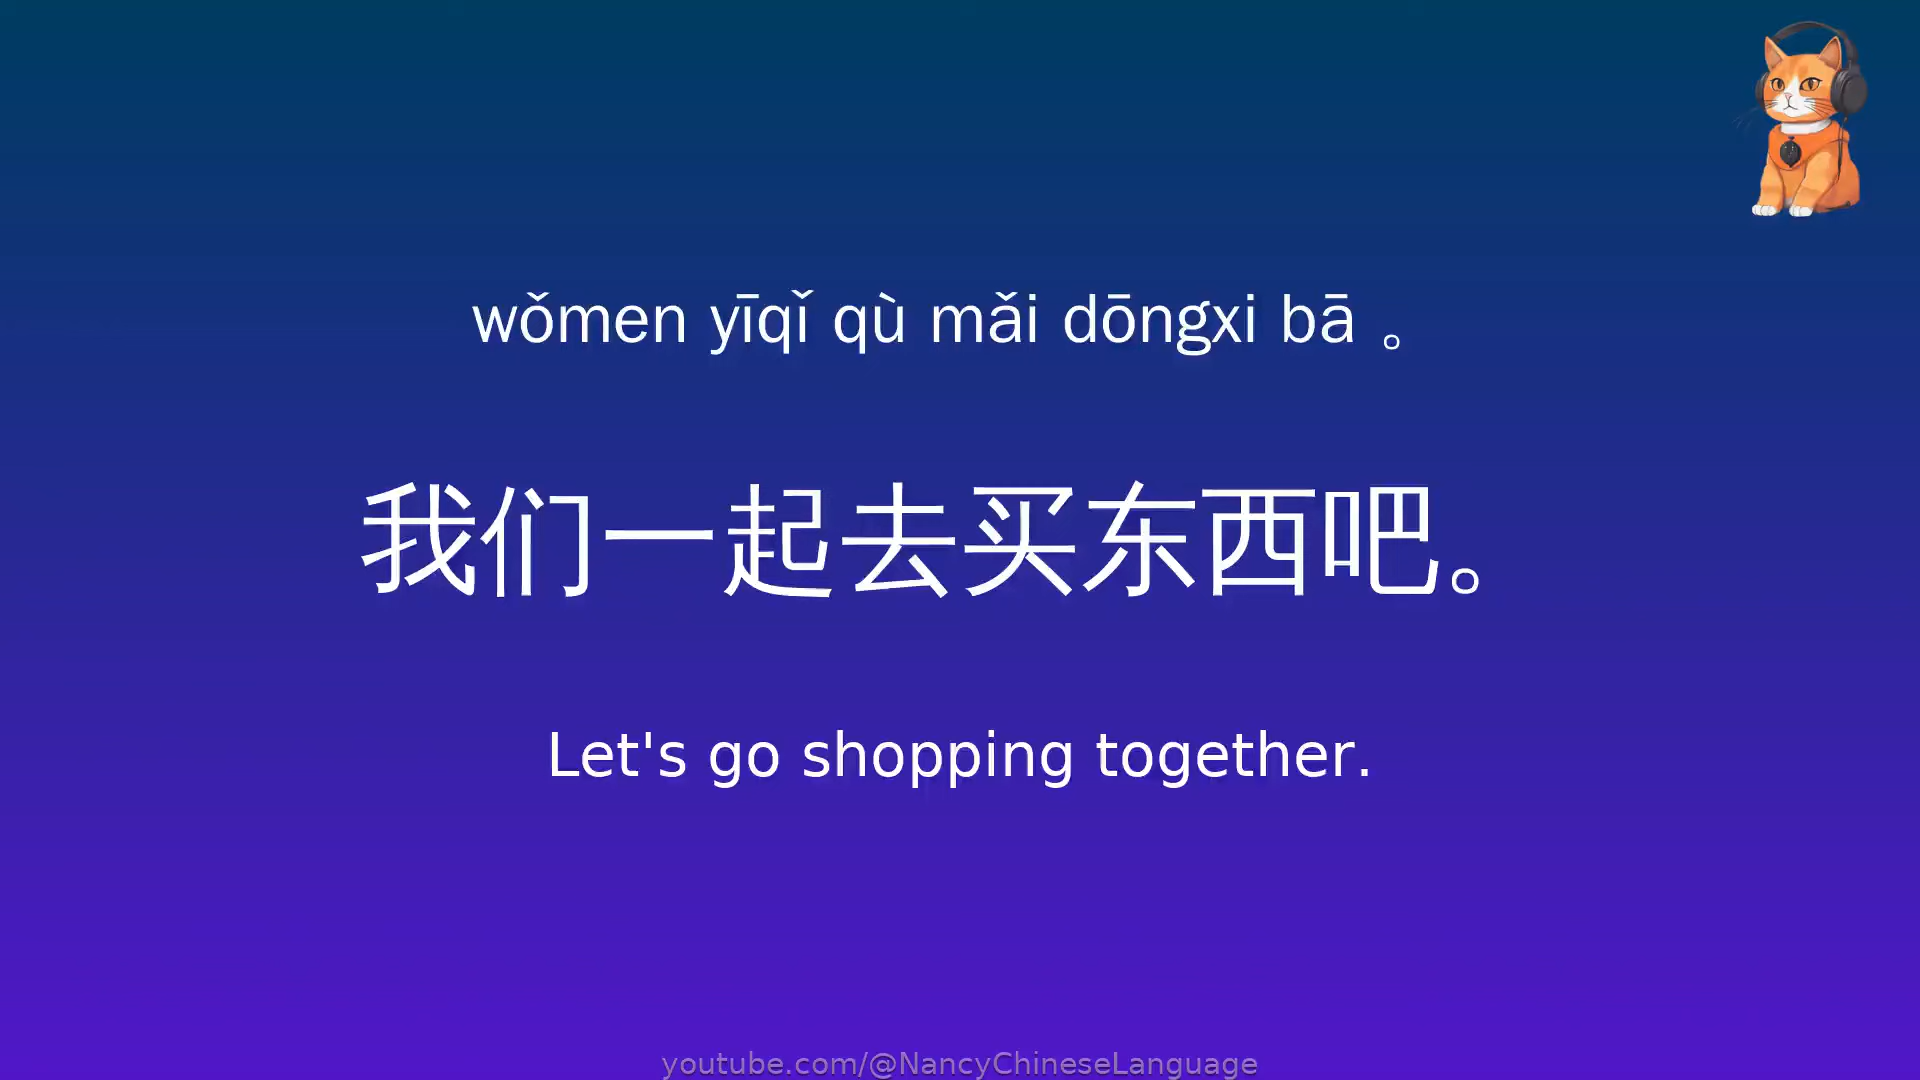 wǒmen yīqǐ qù mǎi dōngxi bā 。
我们一起去买东西吧。
Let's go shopping together.
youtube.com/@NancyChineseLanguage